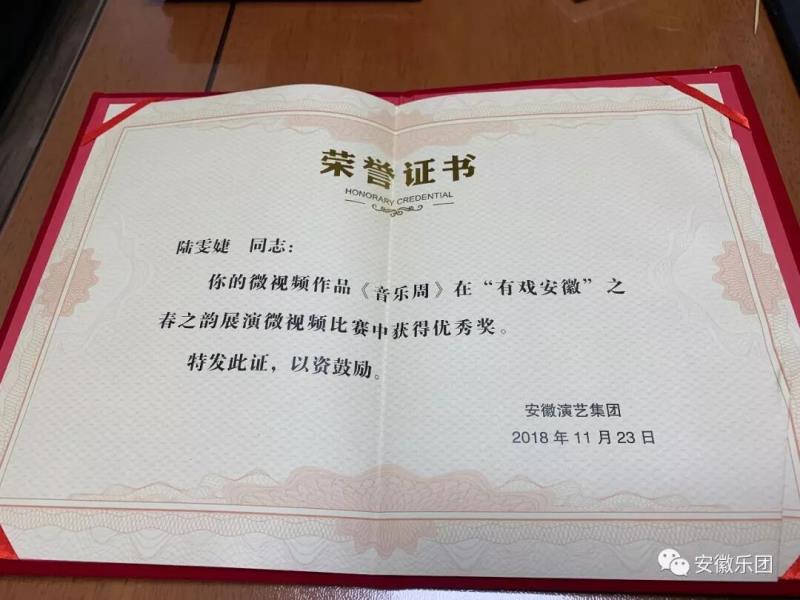 荣誉证书
HONORARY CREDENTIAL
陆雯婕 同志：
你的微视频作品《音乐周》在“有戏安徽”之
春之韵展演微视频比赛中获得优秀奖。
特发此证，以资鼓励。
安徽演艺集团
2018年11月23日
安徽乐团